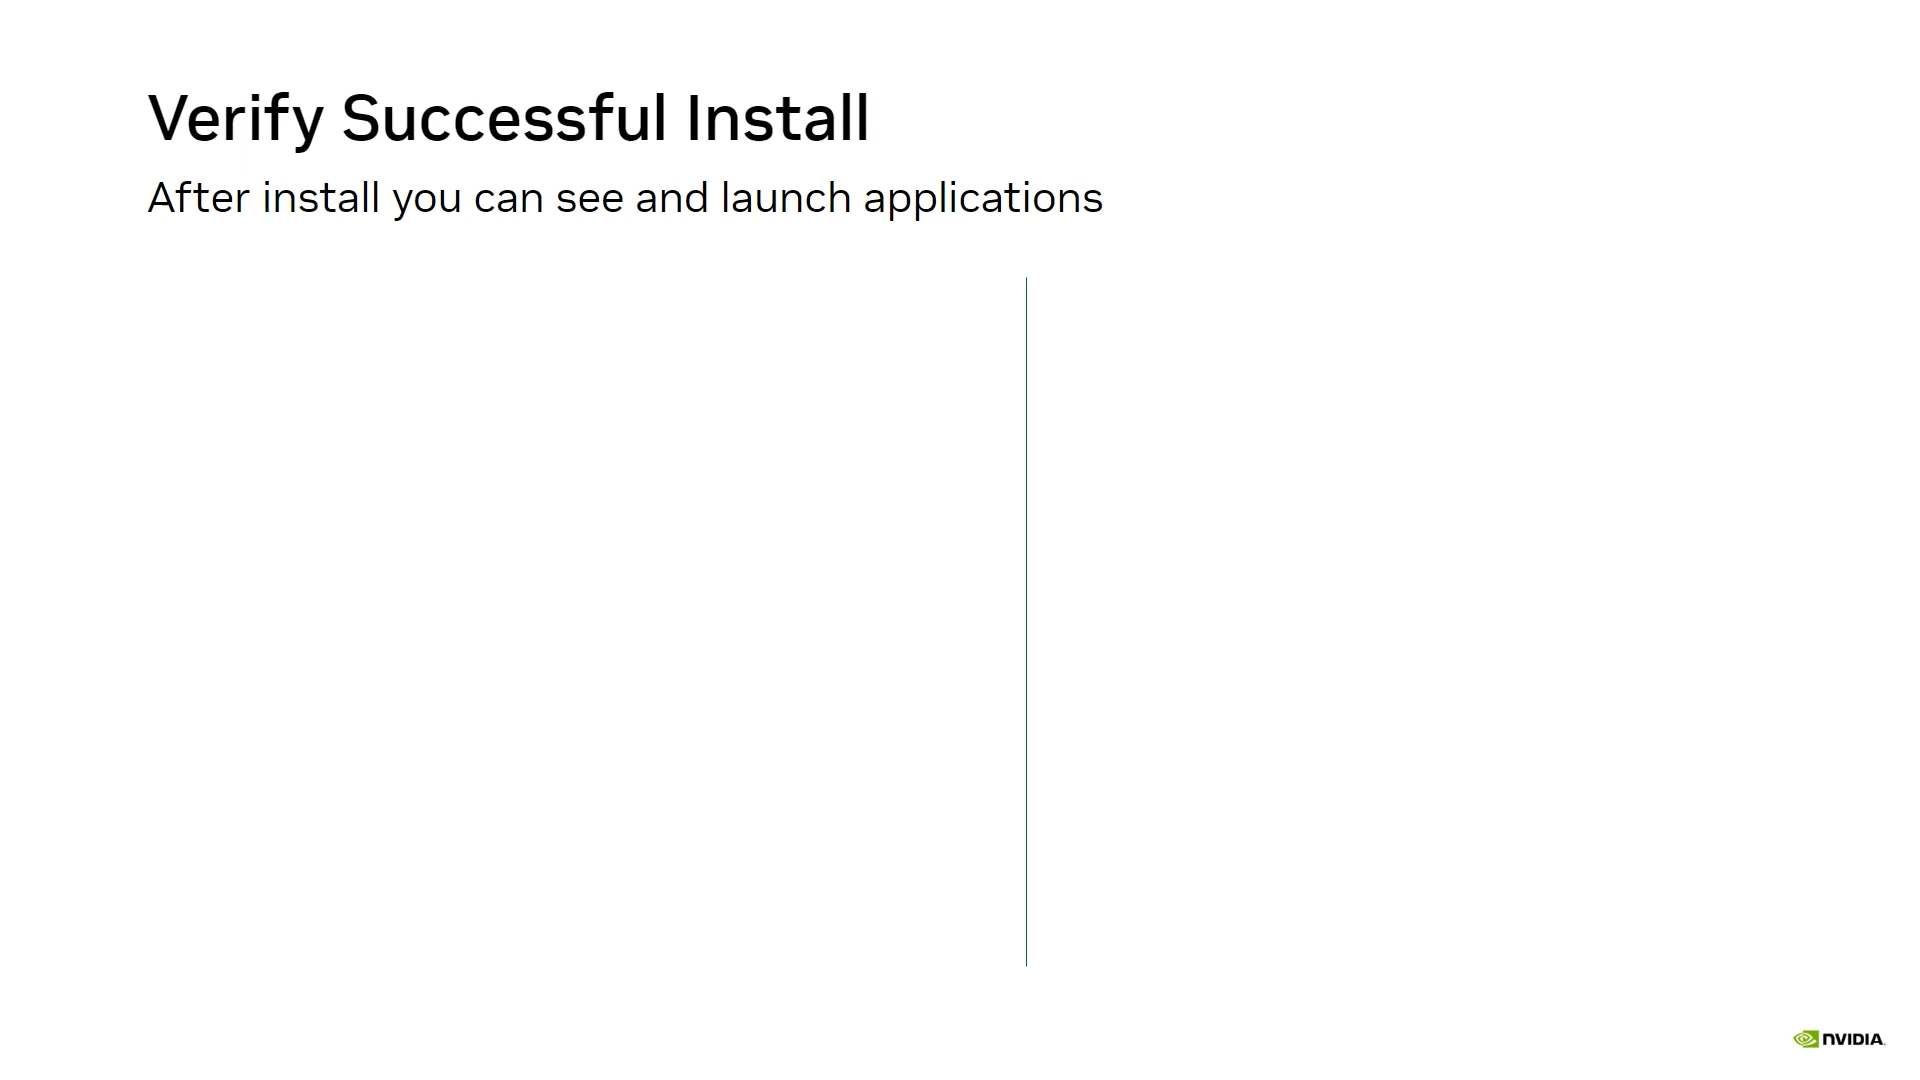 Verify Successful Install
After install you can see and launch applications
NVIDIA.